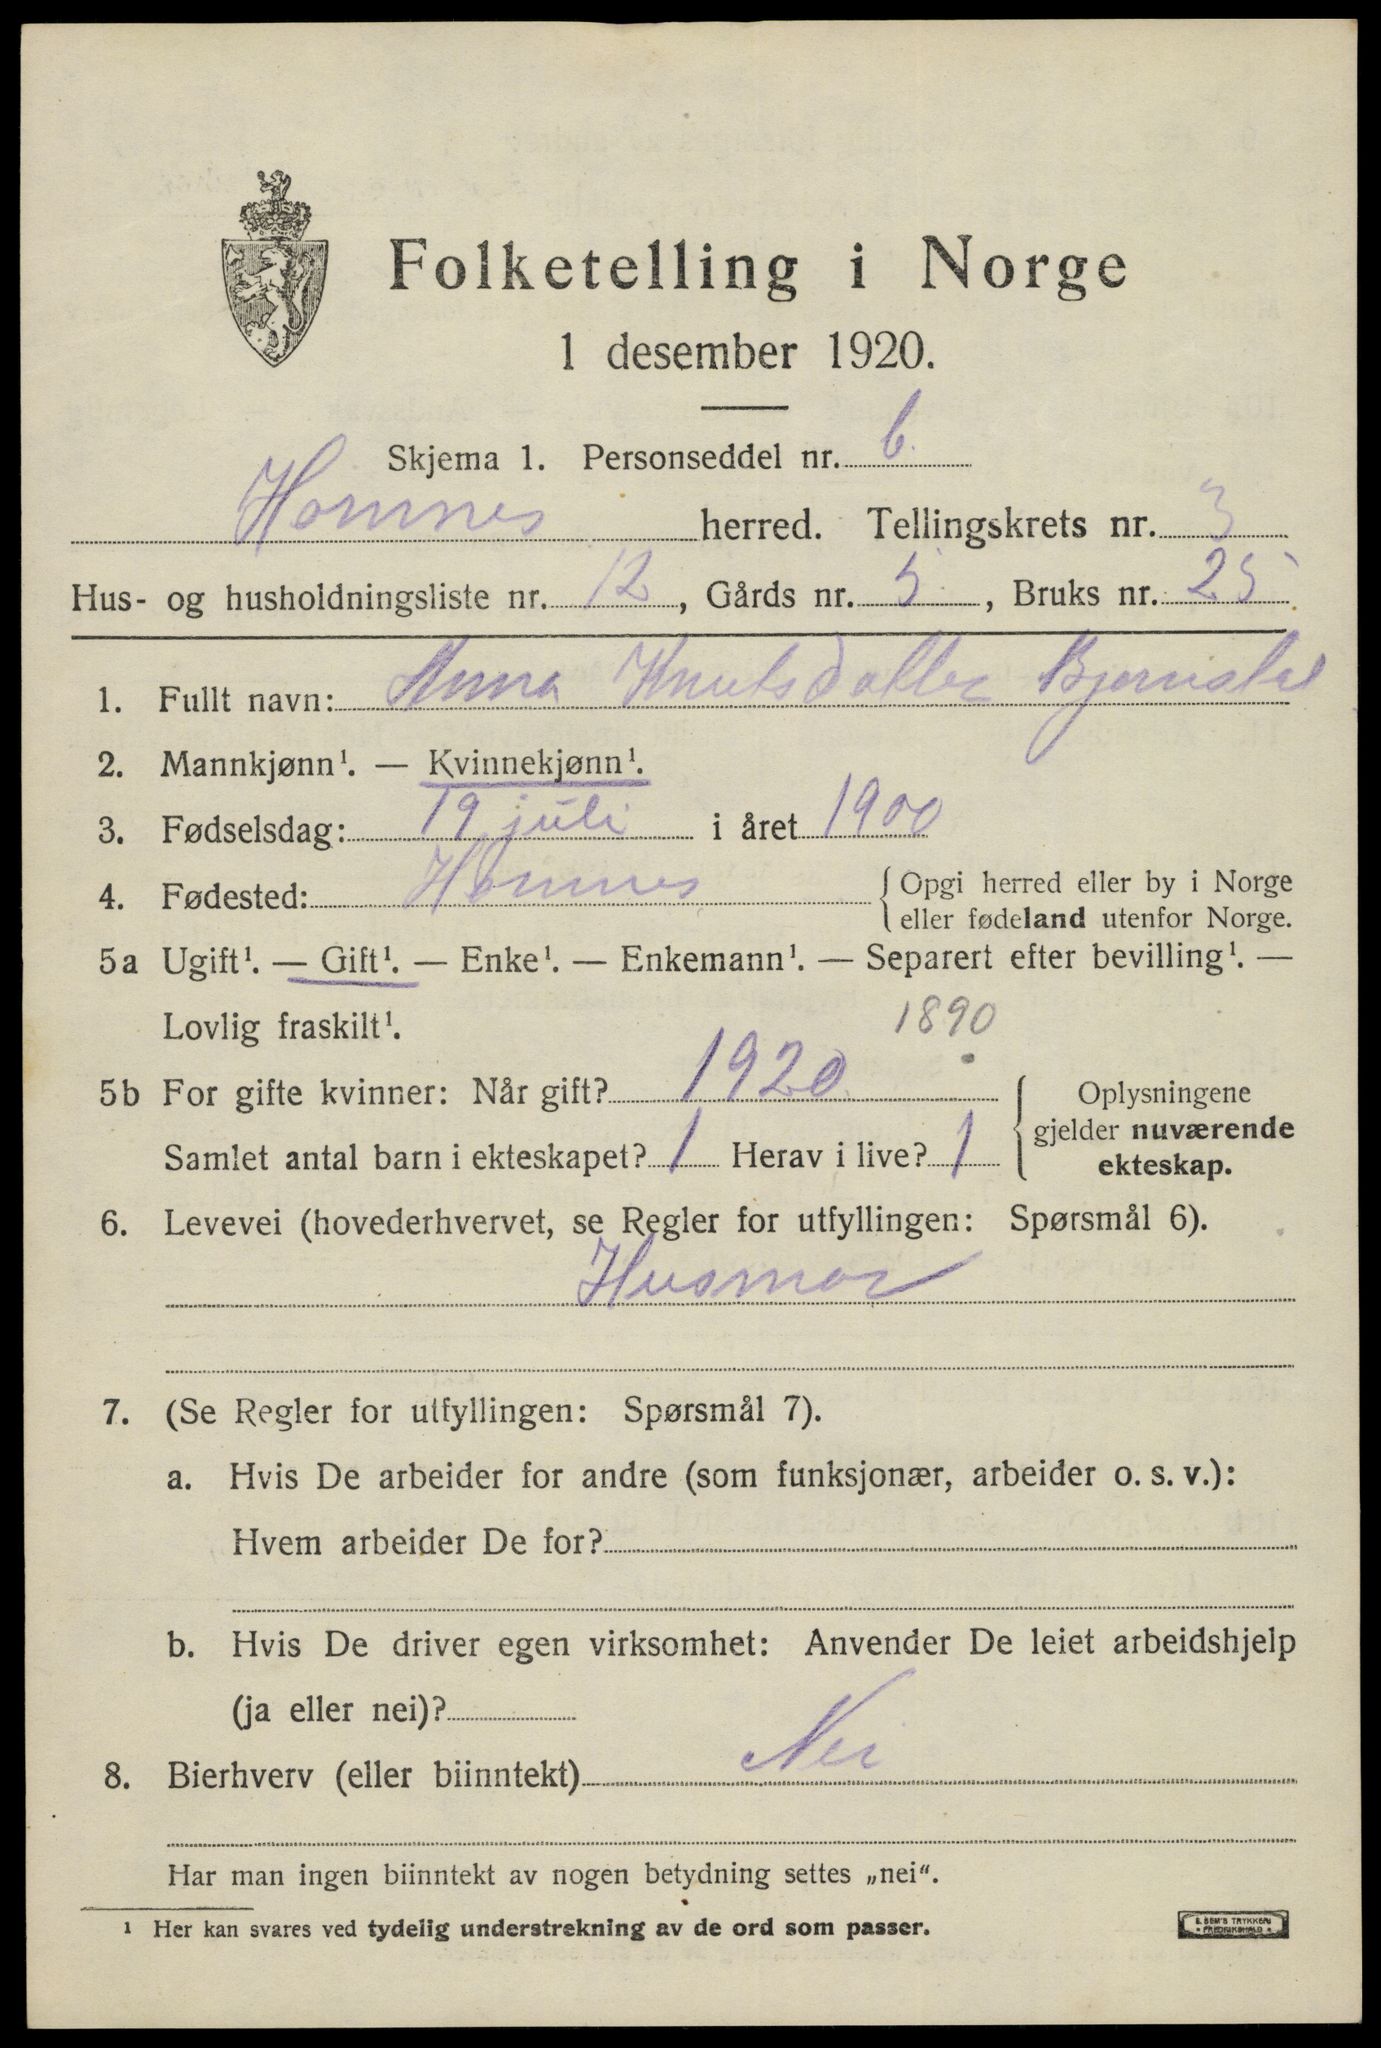 Folketelling i Norge
1 desember 1920.
Skjema 1. Personseddel nr. 6.
Homnes herred. Tellingskrets nr. 3
Hus- og husholdningsliste nr. 12, Gårds nr. 5, Bruks nr. 25
1. Fullt navn: Anna Knutsdatter
2. Mannkjønn¹. — Kvinnekjønn¹.
3. Fødselsdag: 19 juli i året 1900
4. Fødested: Homnes { Opgi herred eller by i Norge
eller fødeland utenfor Norge.
5a Ugift¹. — Gift¹. — Enke¹. — Enkemann¹. — Separert efter bevilling¹. —
Lovlig fraskilt¹. 1890
5b For gifte kvinner: Når gift? 1920 { Oplysningene
gjelder nuværende
ekteskap.
Samlet antal barn i ekteskapet? 1 Herav i live? 1
6. Levevei (hovederhvervet, se Regler for utfyllingen: Spørsmål 6).
Husmor
7. (Se Regler for utfyllingen: Spørsmål 7).
a. Hvis De arbeider for andre (som funksjonær, arbeider o. s. v.):
Hvem arbeider De for?
b. Hvis De driver egen virksomhet: Anvender De leiet arbeidshjelp
(ja eller nei)?
8. Bierhverv (eller biinntekt) Nei
Har man ingen biinntekt av nogen betydning settes „nei“.
¹ Her kan svares ved tydelig understrekning av de ord som passer.
E. SEM'S TRYKKERI
• FREDRIKSHALD •